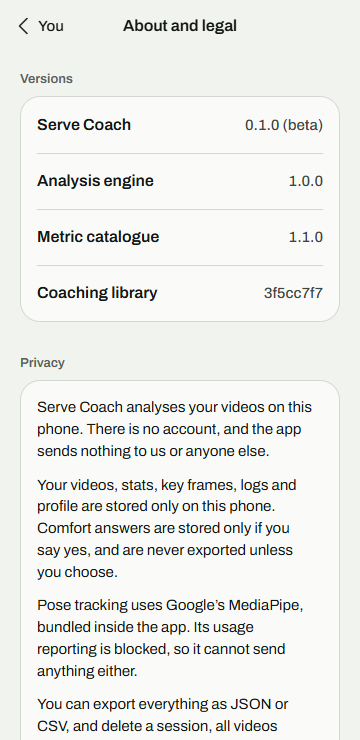 You
About and legal
Versions
Serve Coach 0.1.0 (beta)
Analysis engine 1.0.0
Metric catalogue 1.1.0
Coaching library 3f5cc7f7
Privacy
Serve Coach analyses your videos on this
phone. There is no account, and the app
sends nothing to us or anyone else.
Your videos, stats, key frames, logs and
profile are stored only on this phone.
Comfort answers are stored only if you
say yes, and are never exported unless
you choose.
Pose tracking uses Google’s MediaPipe,
bundled inside the app. Its usage
reporting is blocked, so it cannot send
anything either.
You can export everything as JSON or
CSV, and delete a session, all videos